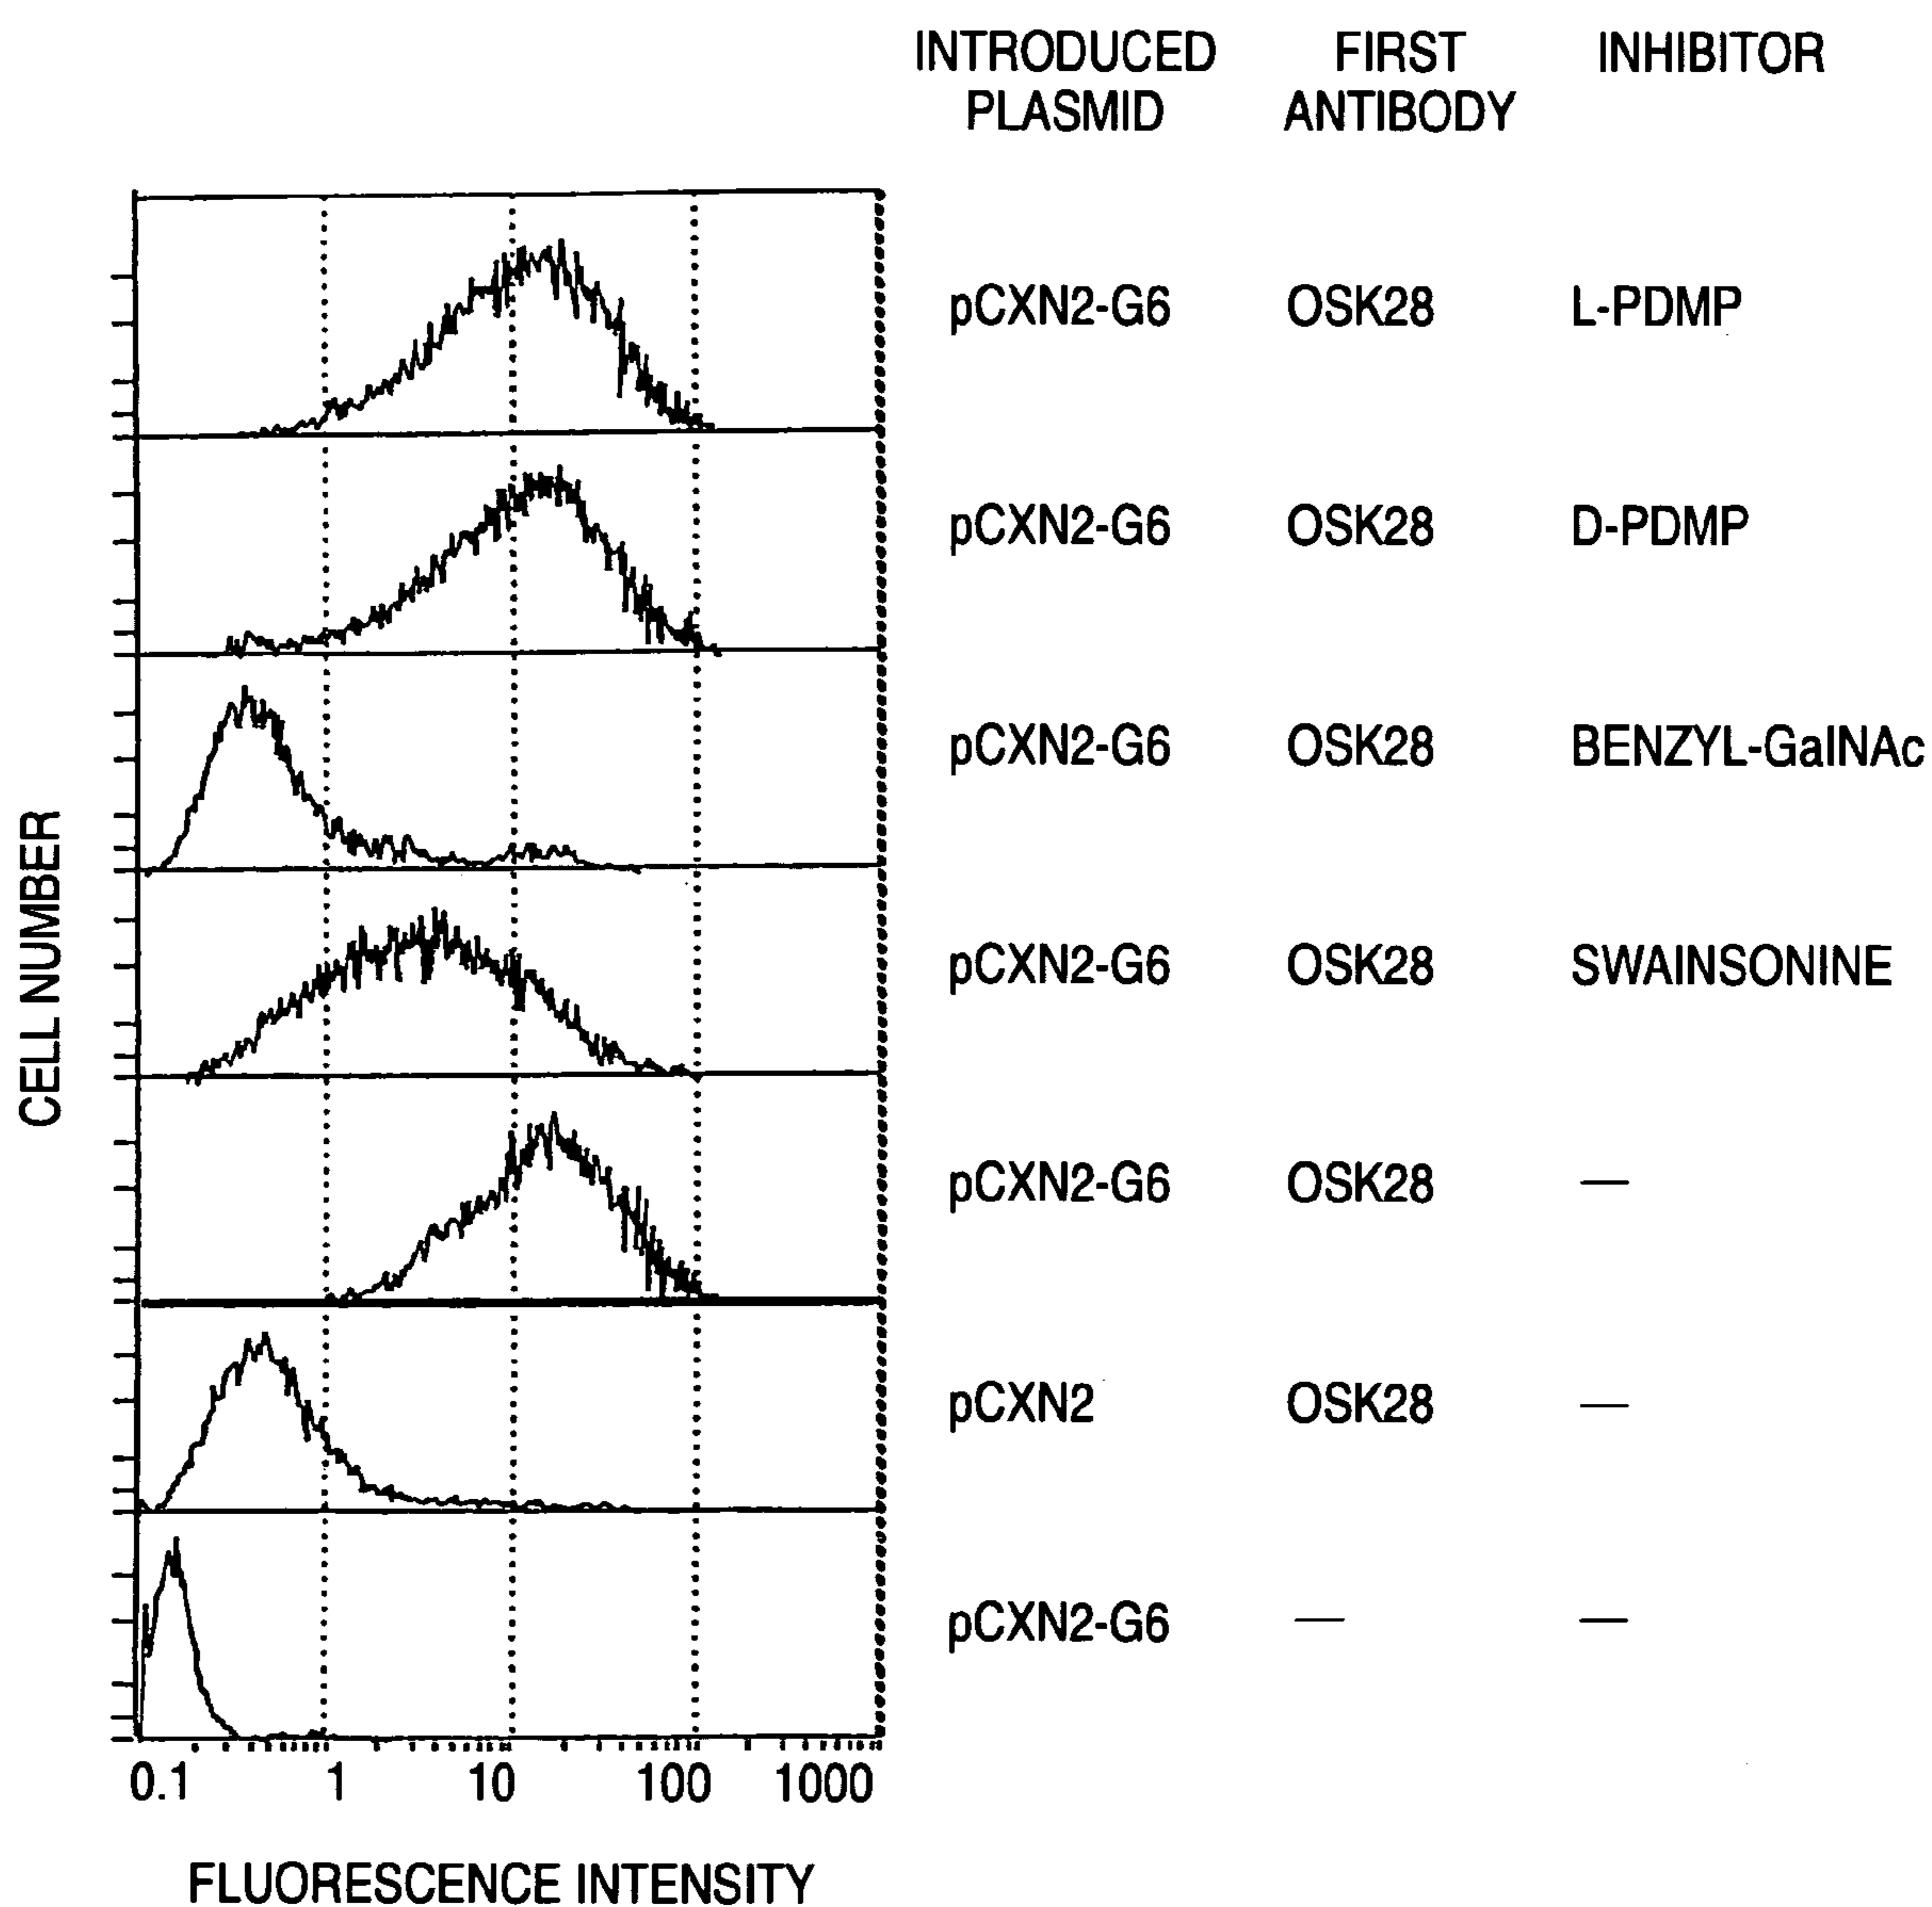 INTRODUCED PLASMID
FIRST ANTIBODY
INHIBITOR
pCXN2-G6 OSK28 L-PDMP
pCXN2-G6 OSK28 D-PDMP
pCXN2-G6 OSK28 BENZYL-GalNAc
pCXN2-G6 OSK28 SWAINSONINE
pCXN2-G6 OSK28 —
pCXN2 OSK28 —
pCXN2-G6 — —
CELL NUMBER
0.1 1 10 100 1000
FLUORESCENCE INTENSITY